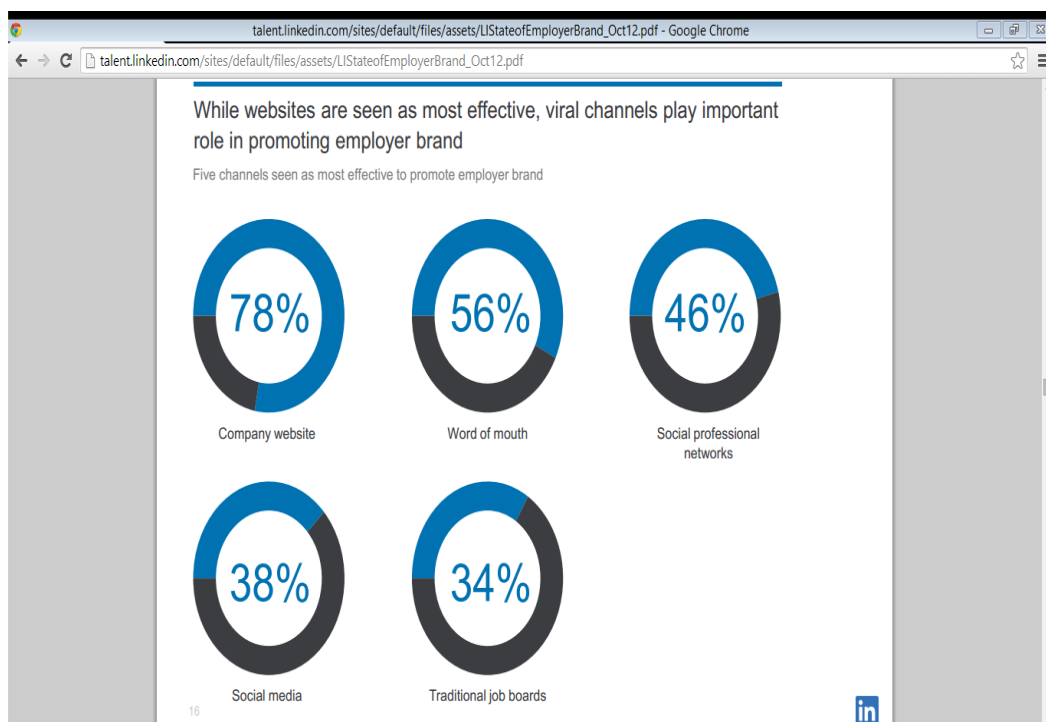 talent.linkedin.com/sites/default/files/assets/LIStateofEmployerBrand_Oct12.pdf - Google Chrome
talent.linkedin.com/sites/default/files/assets/LIStateofEmployerBrand_Oct12.pdf
While websites are seen as most effective, viral channels play important
role in promoting employer brand
Five channels seen as most effective to promote employer brand
78%
56%
46%
Company website
Word of mouth
Social professional
networks
38%
34%
Social media
Traditional job boards
16
in